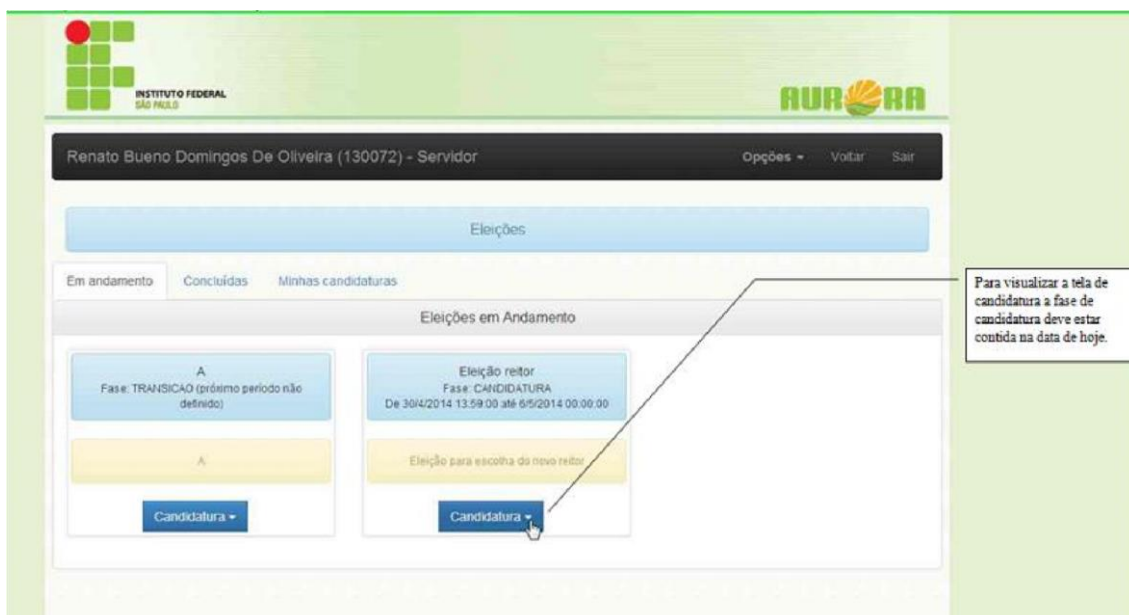 INSTITUTO FEDERAL
SÃO PAULO
AURORA
Renato Bueno Domingos De Oliveira (130072) - Servidor
Opções
Voltar
Sair
Eleições
Em andamento
Concluídas
Minhas candidaturas
Eleições em Andamento
A
Fase: TRANSICAO (próximo período não
definido)
A
Candidatura
Eleição reitor
Fase: CANDIDATURA
De 30/4/2014 13:59:00 até 6/5/2014 00:00:00
Eleição para escolha do novo reitor
Candidatura
Para visualizar a tela de
candidatura a fase de
candidatura deve estar
contida na data de hoje.